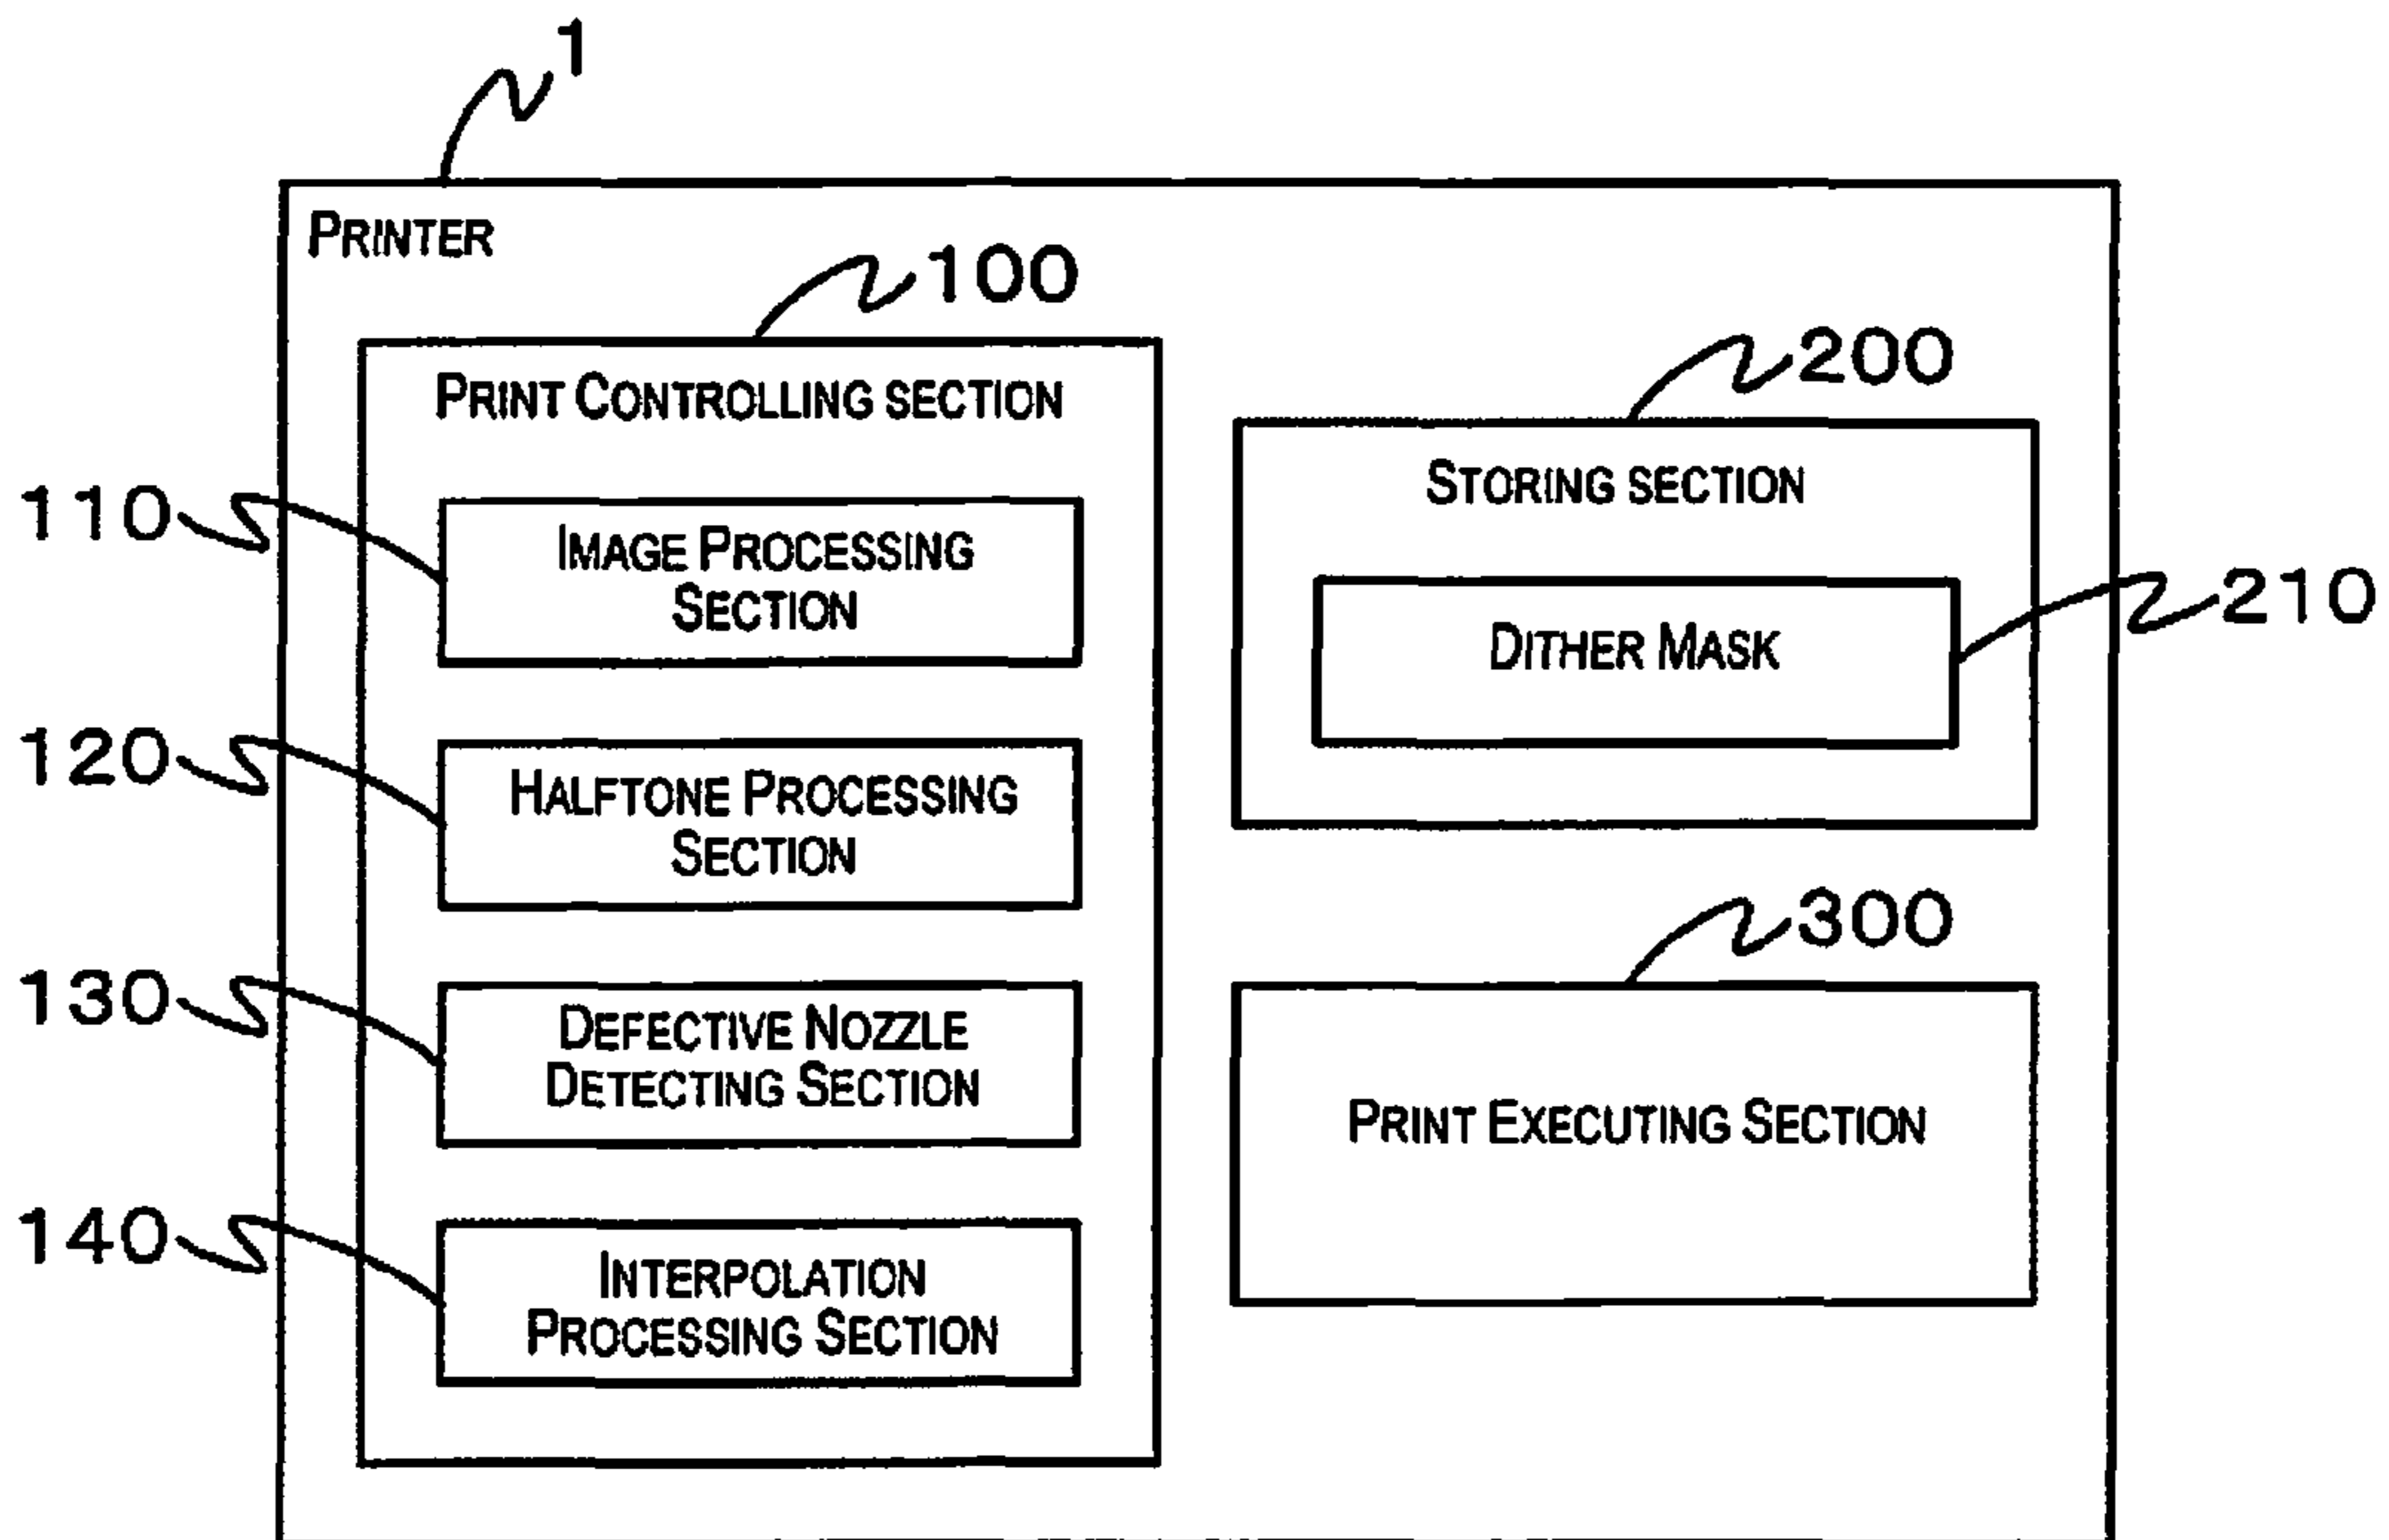 1
PRINTER
100
PRINT CONTROLLING SECTION
110
IMAGE PROCESSING
SECTION
120
HALFTONE PROCESSING
SECTION
130
DEFECTIVE NOZZLE
DETECTING SECTION
140
INTERPOLATION
PROCESSING SECTION
200
STORING SECTION
210
DITHER MASK
300
PRINT EXECUTING SECTION